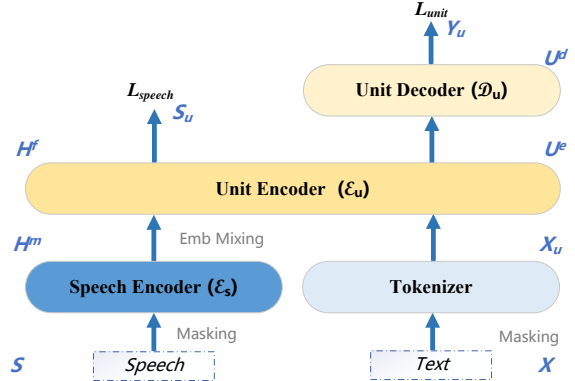 L_unit
Y_u
U^d
Unit Decoder (𝒟_u)
L_speech
S_u
H^f
U^e
Unit Encoder (ℰ_u)
H^m
Emb Mixing
X_u
Speech Encoder (ℰ_s)
Tokenizer
Masking
Masking
S
Speech
Text
X